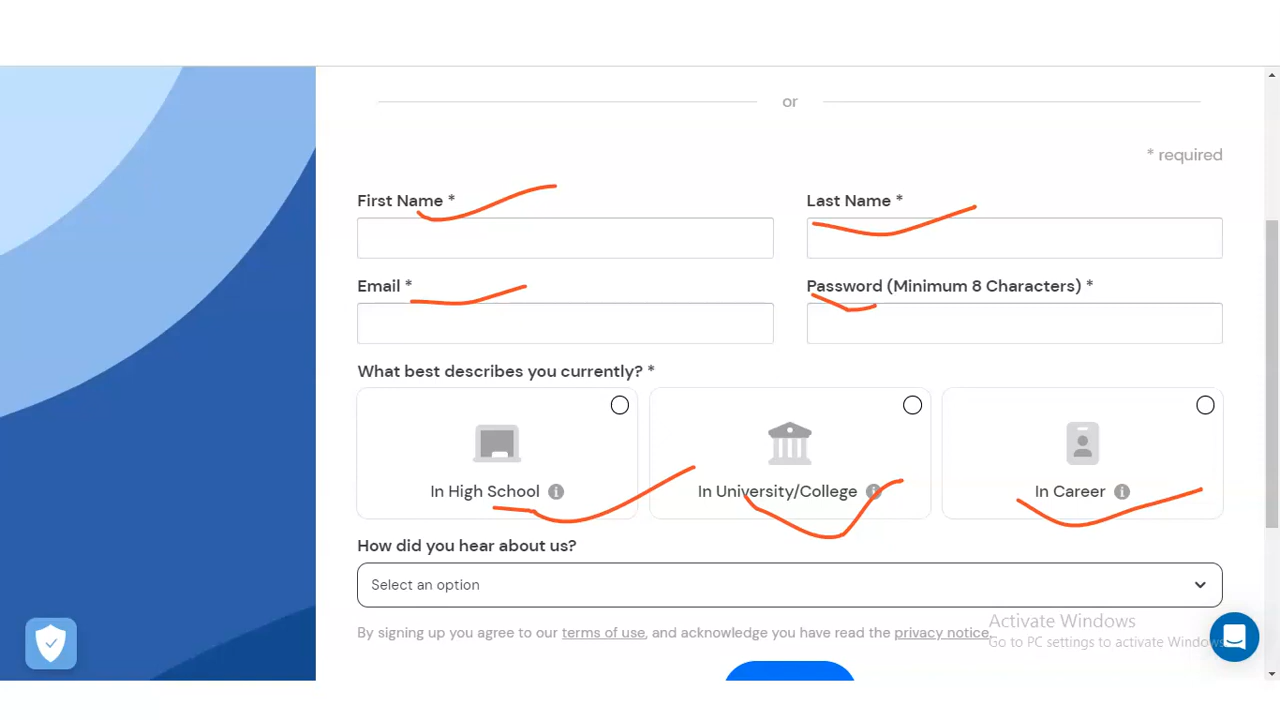 or
* required
First Name *
Last Name *
Email *
Password (Minimum 8 Characters) *
What best describes you currently? *
In High School
In University/College
In Career
How did you hear about us?
Select an option
By signing up you agree to our terms of use, and acknowledge you have read the privacy notice.
Activate Windows
Go to PC settings to activate Windows